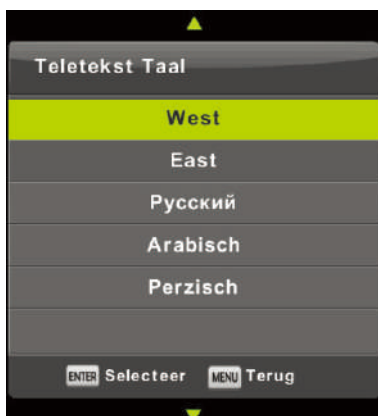 Teletekst Taal
West
East
Русский
Arabisch
Perzisch
ENTER Selecteer MENU Terug